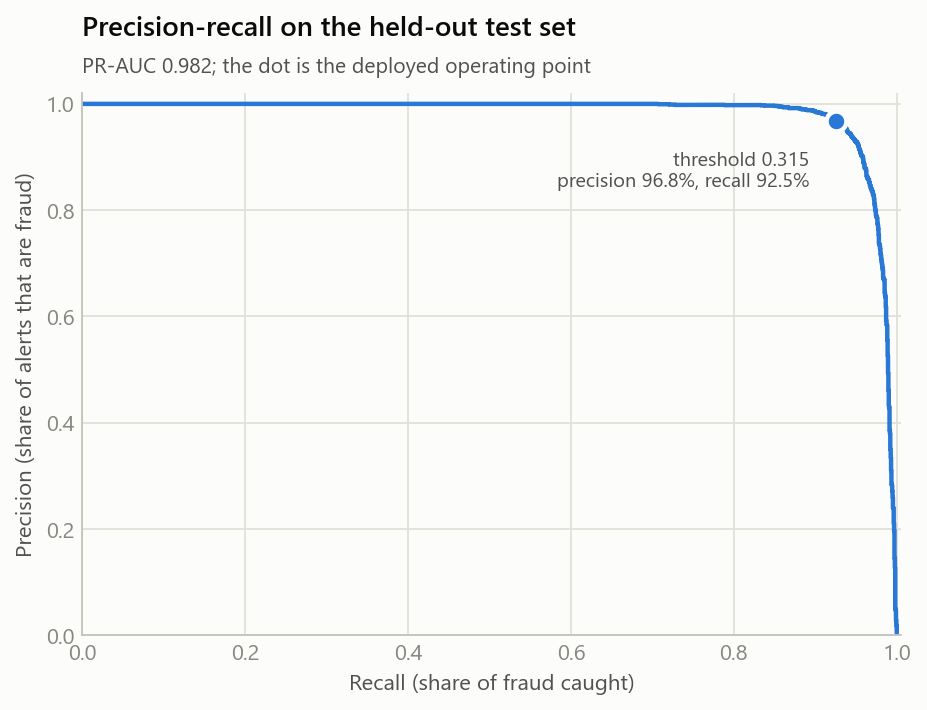 Precision-recall on the held-out test set
PR-AUC 0.982; the dot is the deployed operating point
Precision (share of alerts that are fraud)
1.0
0.8
0.6
0.4
0.2
0.0
threshold 0.315
precision 96.8%, recall 92.5%
0.0 0.2 0.4 0.6 0.8 1.0
Recall (share of fraud caught)